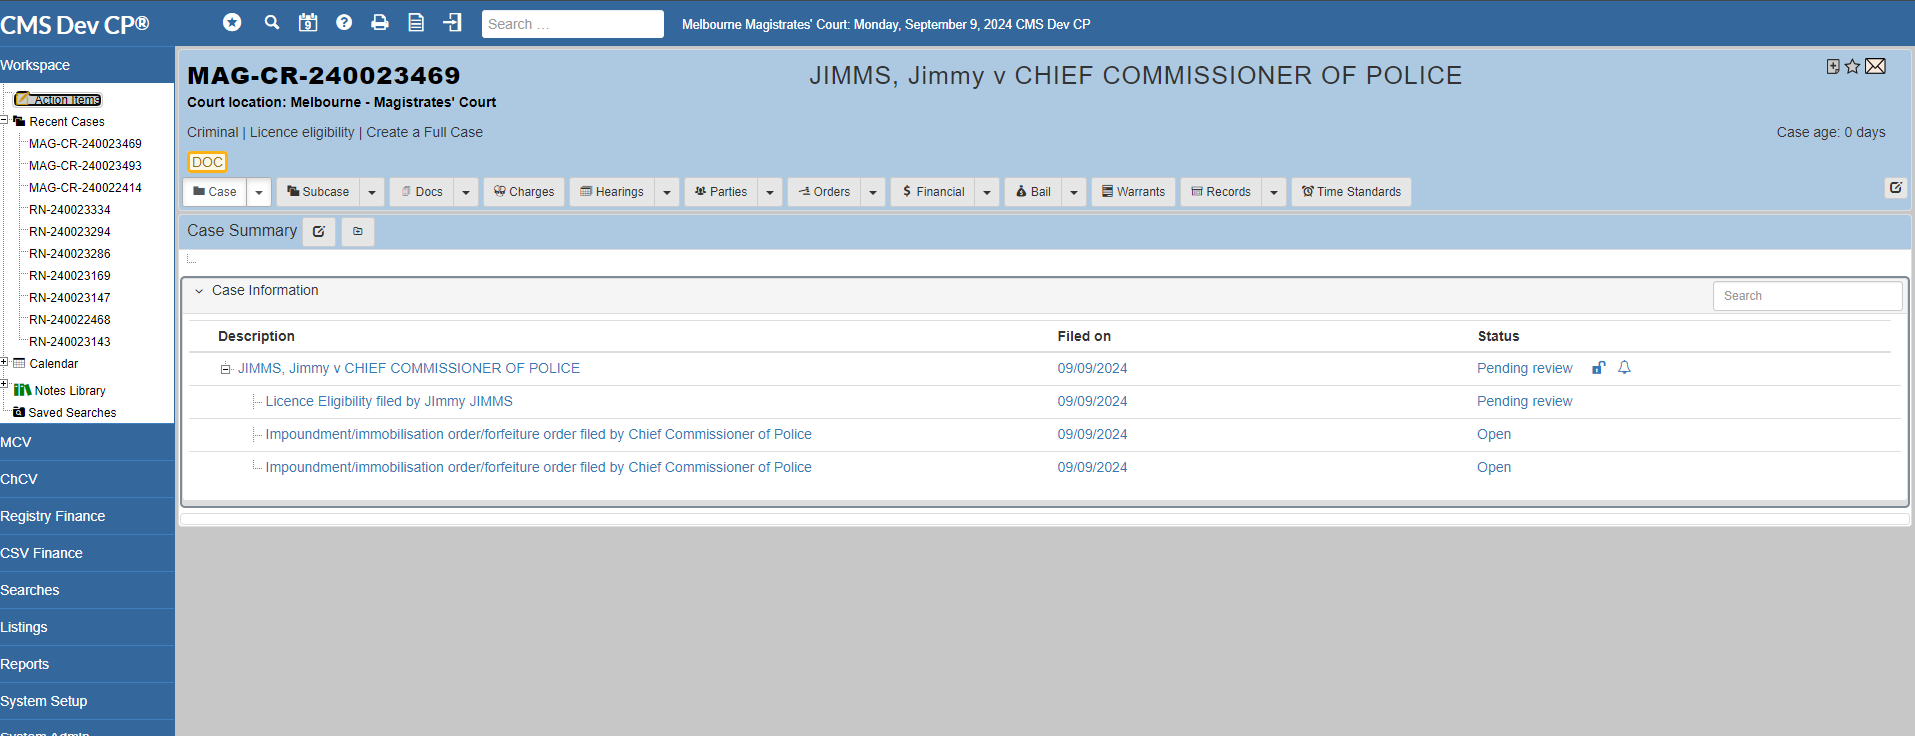 CMS Dev CP®
9
Search ...
Melbourne Magistrates' Court: Monday, September 9, 2024 CMS Dev CP
Workspace
Action Items
Recent Cases
MAG-CR-240023469
MAG-CR-240023493
MAG-CR-240022414
RN-240023334
RN-240023294
RN-240023286
RN-240023169
RN-240023147
RN-240022468
RN-240023143
Calendar
Notes Library
Saved Searches
MCV
ChCV
Registry Finance
CSV Finance
Searches
Listings
Reports
System Setup
System Admin
MAG-CR-240023469
JIMMS, Jimmy v CHIEF COMMISSIONER OF POLICE
Court location: Melbourne - Magistrates' Court
Criminal | Licence eligibility | Create a Full Case
Case age: 0 days
DOC
Case Subcase Docs Charges Hearings Parties Orders $ Financial Bail Warrants Records Time Standards
Case Summary
Case Information
Search
Description Filed on Status
JIMMS, Jimmy v CHIEF COMMISSIONER OF POLICE 09/09/2024 Pending review
Licence Eligibility filed by JImmy JIMMS 09/09/2024 Pending review
Impoundment/immobilisation order/forfeiture order filed by Chief Commissioner of Police 09/09/2024 Open
Impoundment/immobilisation order/forfeiture order filed by Chief Commissioner of Police 09/09/2024 Open